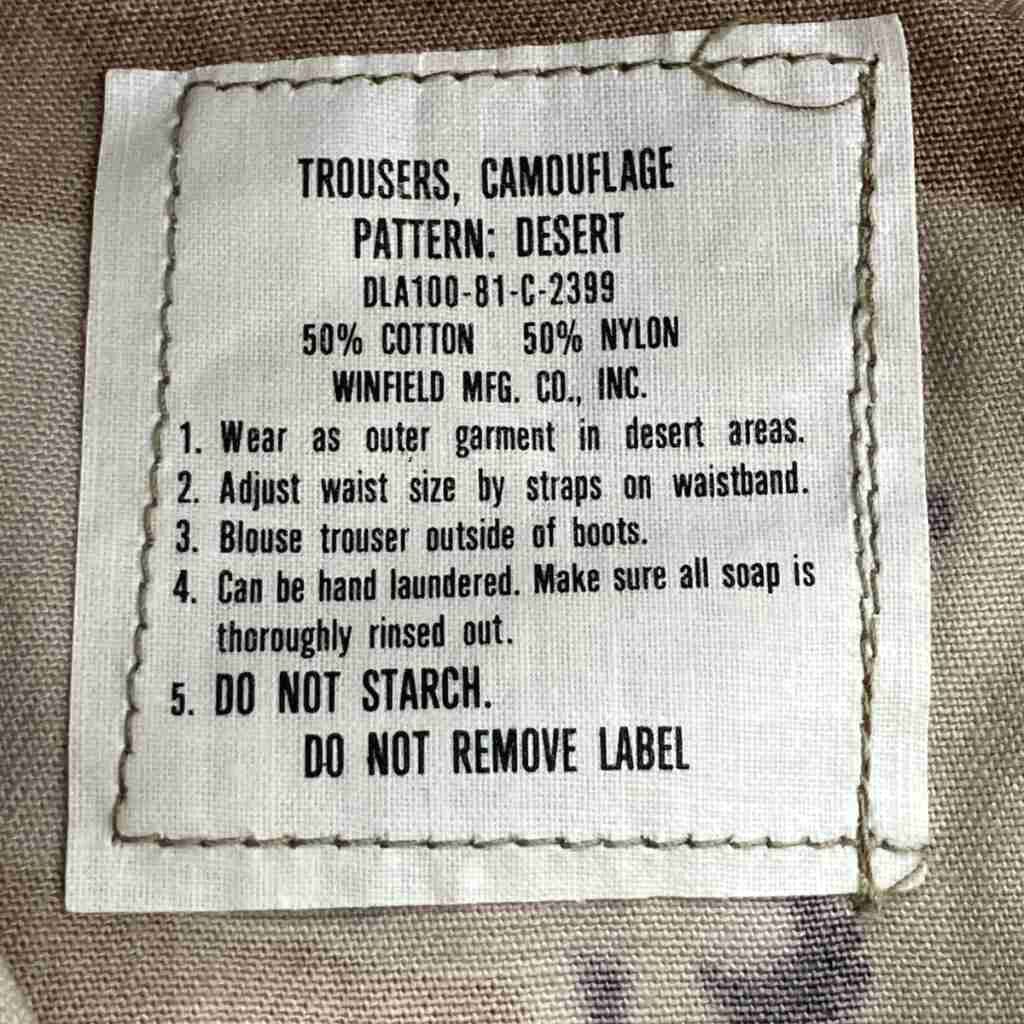 TROUSERS, CAMOUFLAGE
PATTERN: DESERT
DLA100-81-C-2399
50% COTTON 50% NYLON
WINFIELD MFG. CO., INC.
1. Wear as outer garment in desert areas.
2. Adjust waist size by straps on waistband.
3. Blouse trouser outside of boots.
4. Can be hand laundered. Make sure all soap is
thoroughly rinsed out.
5. DO NOT STARCH.
DO NOT REMOVE LABEL